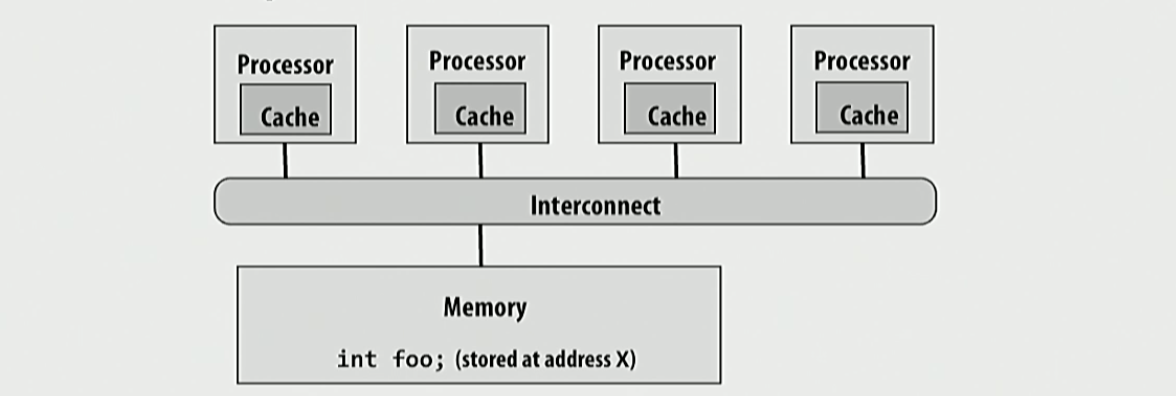 Processor Processor Processor Processor
Cache Cache Cache Cache
Interconnect
Memory
int foo; (stored at address X)